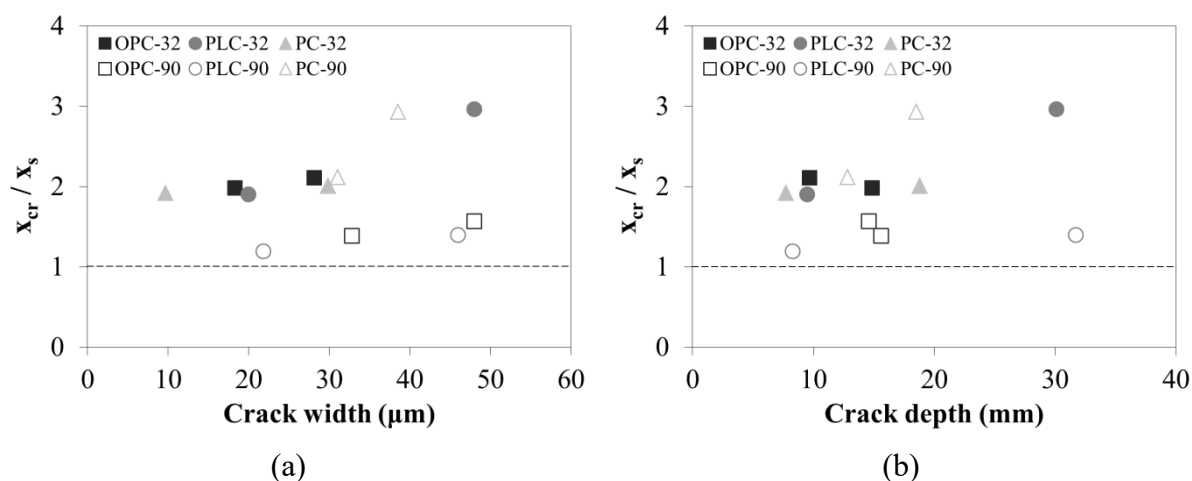 4
OPC-32 PLC-32 PC-32
OPC-90 PLC-90 PC-90
3
2
1
0
x_cr / x_s
0 10 20 30 40 50 60
Crack width (μm)
(a)
4
OPC-32 PLC-32 PC-32
OPC-90 PLC-90 PC-90
3
2
1
0
x_cr / x_s
0 10 20 30 40
Crack depth (mm)
(b)